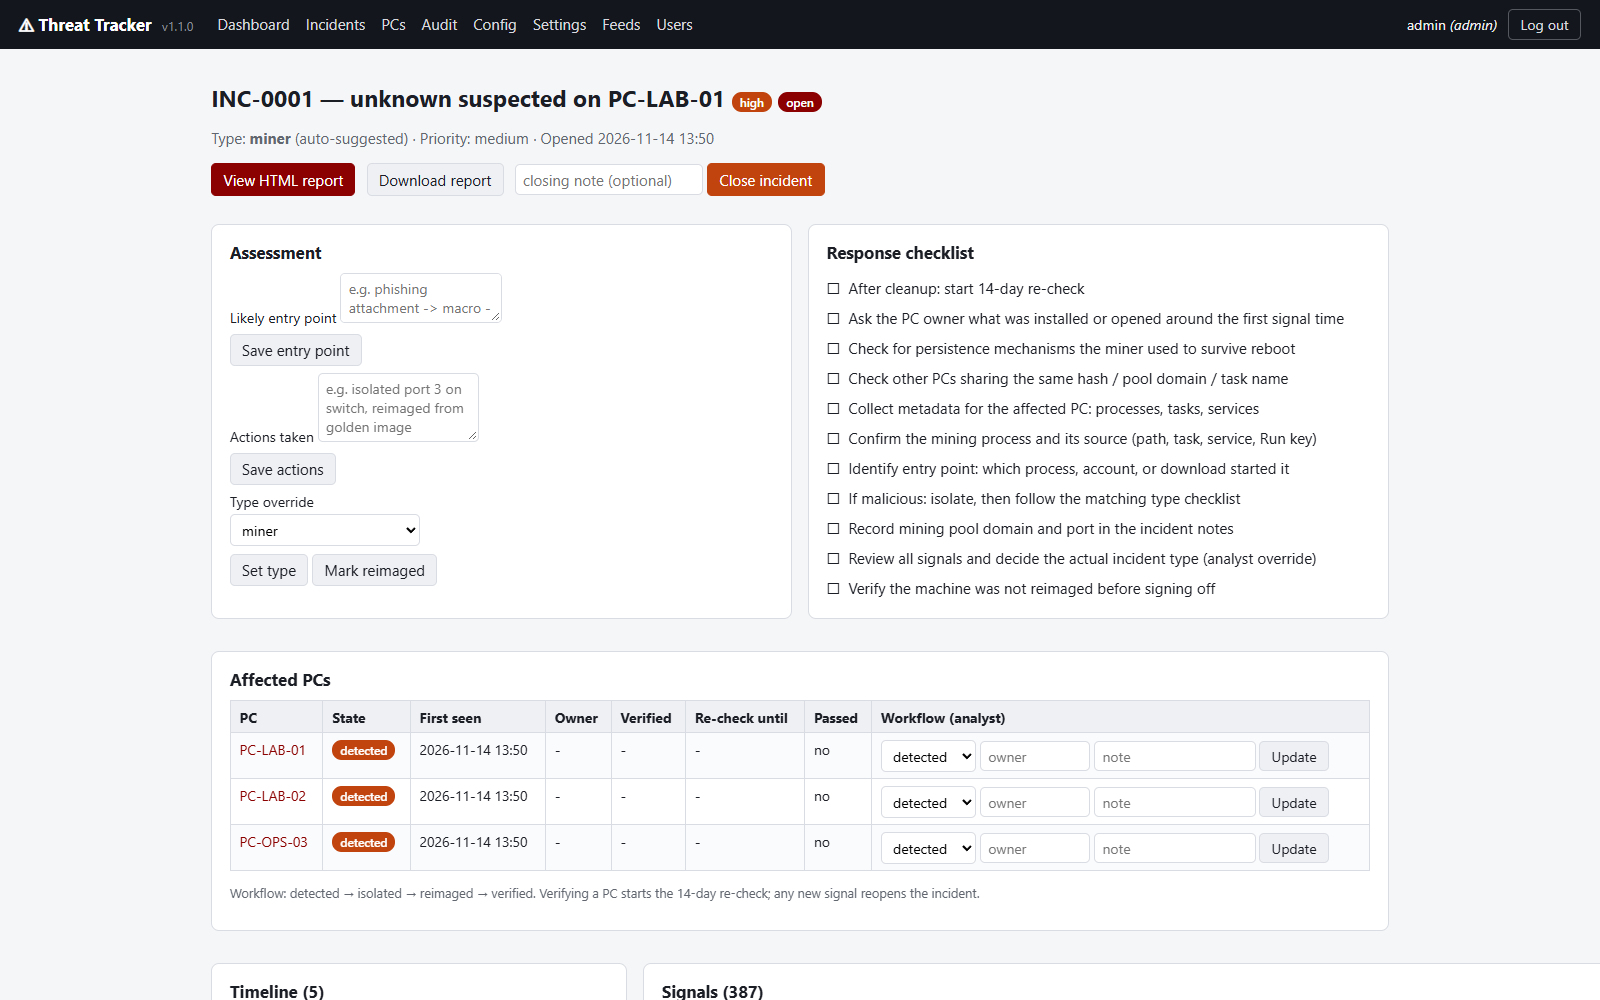 ⚠ Threat Tracker v1.1.0 Dashboard Incidents PCs Audit Config Settings Feeds Users admin (admin) Log out
INC-0001 — unknown suspected on PC-LAB-01 high open
Type: miner (auto-suggested) · Priority: medium · Opened 2026-11-14 13:50
View HTML report Download report closing note (optional) Close incident
Assessment
Likely entry point e.g. phishing
attachment -> macro -
Save entry point
Actions taken e.g. isolated port 3 on
switch, reimaged from
golden image
Save actions
Type override
miner
Set type Mark reimaged
Response checklist
☐ After cleanup: start 14-day re-check
☐ Ask the PC owner what was installed or opened around the first signal time
☐ Check for persistence mechanisms the miner used to survive reboot
☐ Check other PCs sharing the same hash / pool domain / task name
☐ Collect metadata for the affected PC: processes, tasks, services
☐ Confirm the mining process and its source (path, task, service, Run key)
☐ Identify entry point: which process, account, or download started it
☐ If malicious: isolate, then follow the matching type checklist
☐ Record mining pool domain and port in the incident notes
☐ Review all signals and decide the actual incident type (analyst override)
☐ Verify the machine was not reimaged before signing off
Affected PCs
PC State First seen Owner Verified Re-check until Passed Workflow (analyst)
PC-LAB-01 detected 2026-11-14 13:50 - - - no detected owner note Update
PC-LAB-02 detected 2026-11-14 13:50 - - - no detected owner note Update
PC-OPS-03 detected 2026-11-14 13:50 - - - no detected owner note Update
Workflow: detected → isolated → reimaged → verified. Verifying a PC starts the 14-day re-check; any new signal reopens the incident.
Timeline (5)
Signals (387)